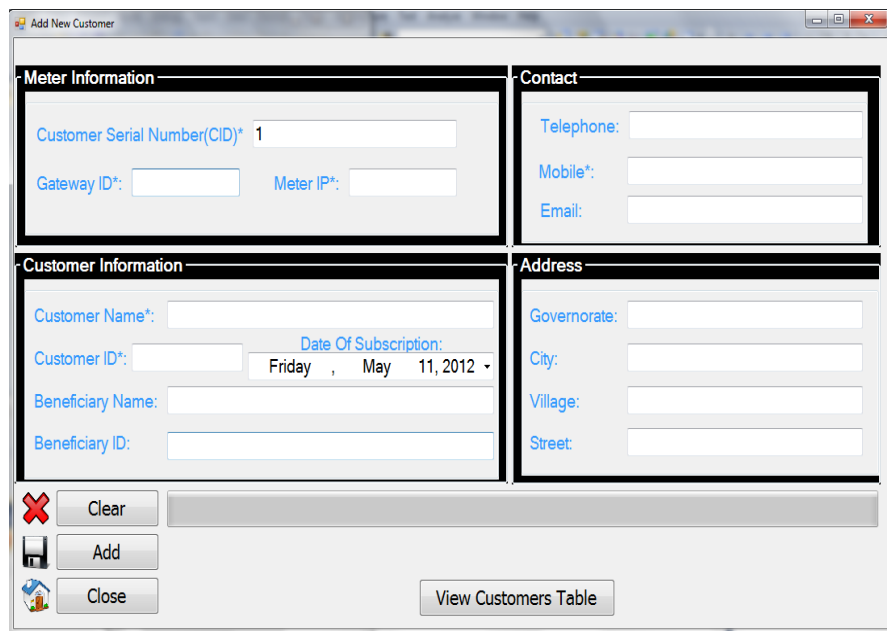 Add New Customer
Meter Information
Customer Serial Number(CID)* 1
Gateway ID*: Meter IP*:
Contact
Telephone:
Mobile*:
Email:
Customer Information
Customer Name*:
Date Of Subscription:
Customer ID*: Friday , May 11, 2012
Beneficiary Name:
Beneficiary ID:
Address
Governorate:
City:
Village:
Street:
Clear
Add
Close
View Customers Table